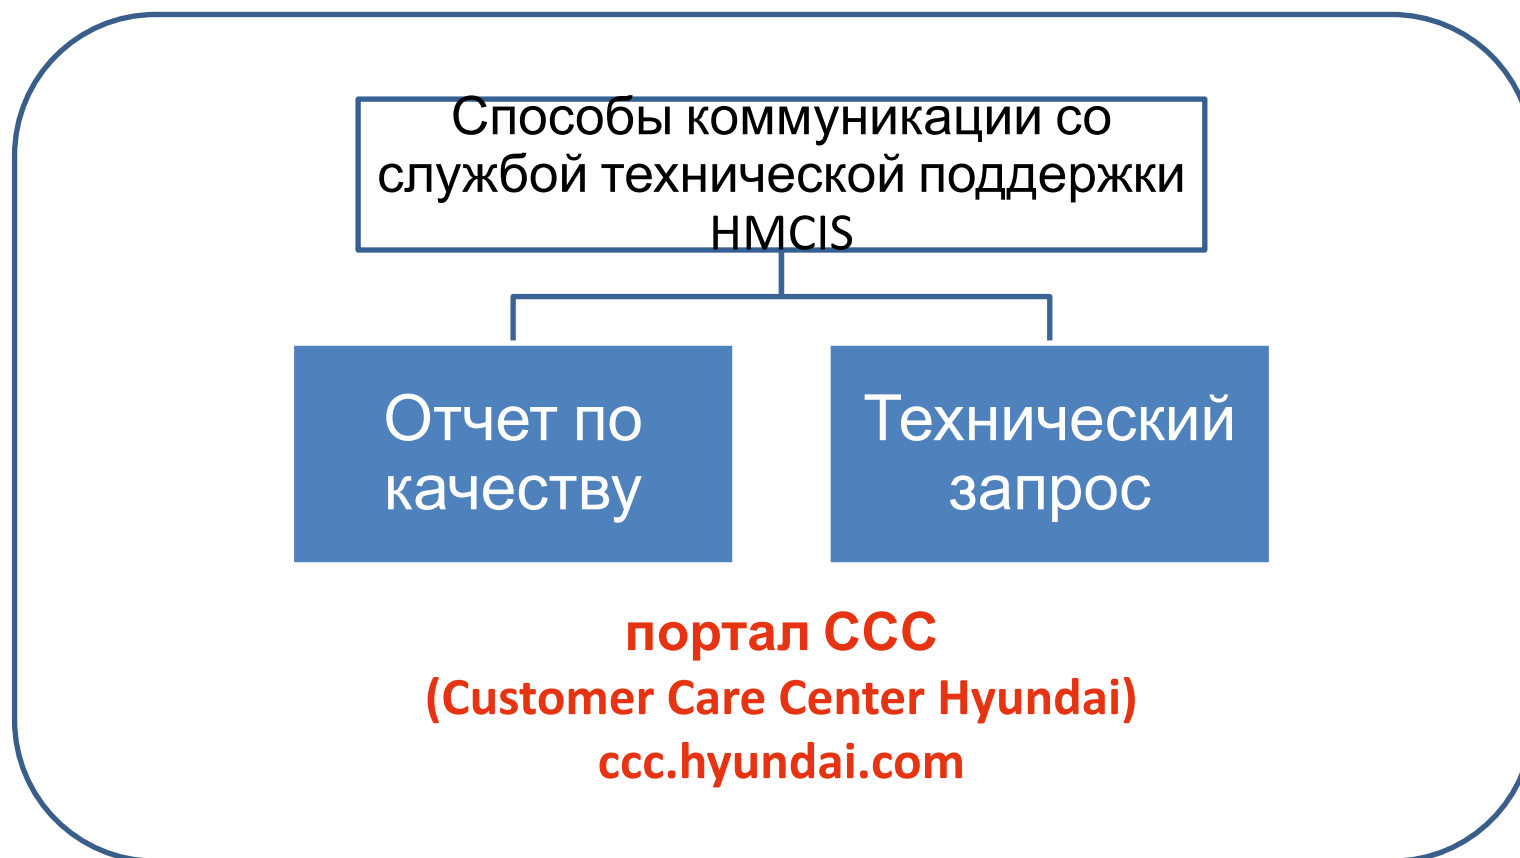 Способы коммуникации со
службой технической поддержки
HMCIS
Отчет по
качеству
Технический
запрос
портал ССС
(Customer Care Center Hyundai)
ccc.hyundai.com